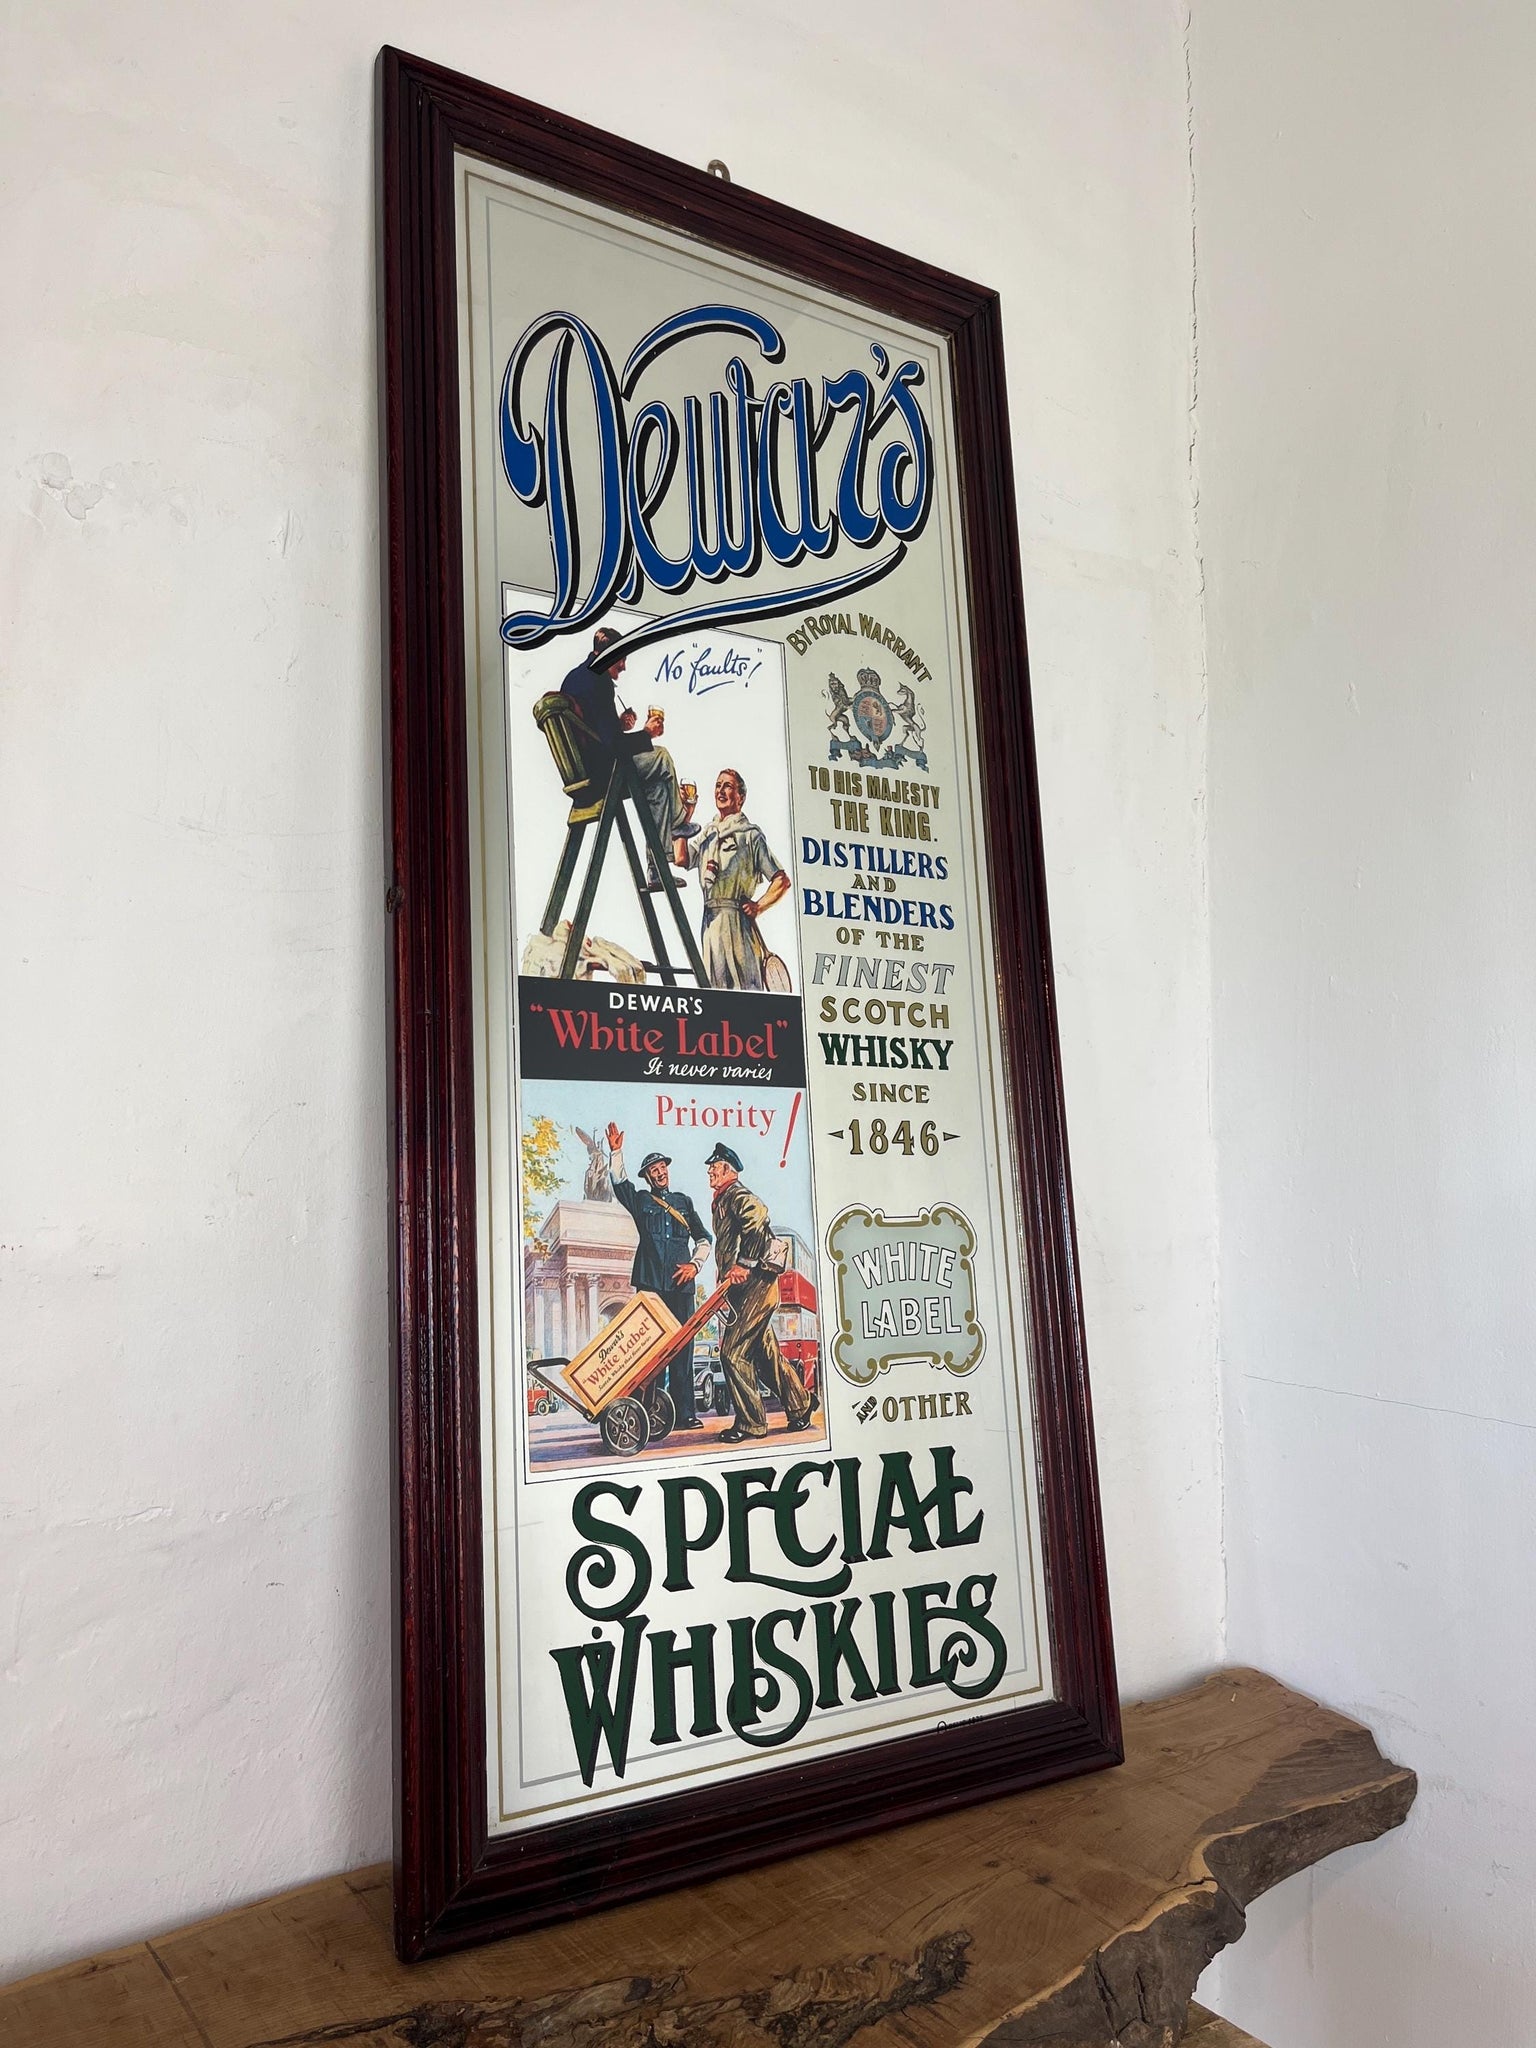 Dewar's
No "faults"!
DEWAR'S
"White Label"
It never varies
Priority!
Dewar's
"White Label"
BY ROYAL WARRANT
TO HIS MAJESTY
THE KING.
DISTILLERS
AND
BLENDERS
OF THE
FINEST
SCOTCH
WHISKY
SINCE
-1846-
WHITE
LABEL
AND OTHER
SPECIAL
WHISKIES